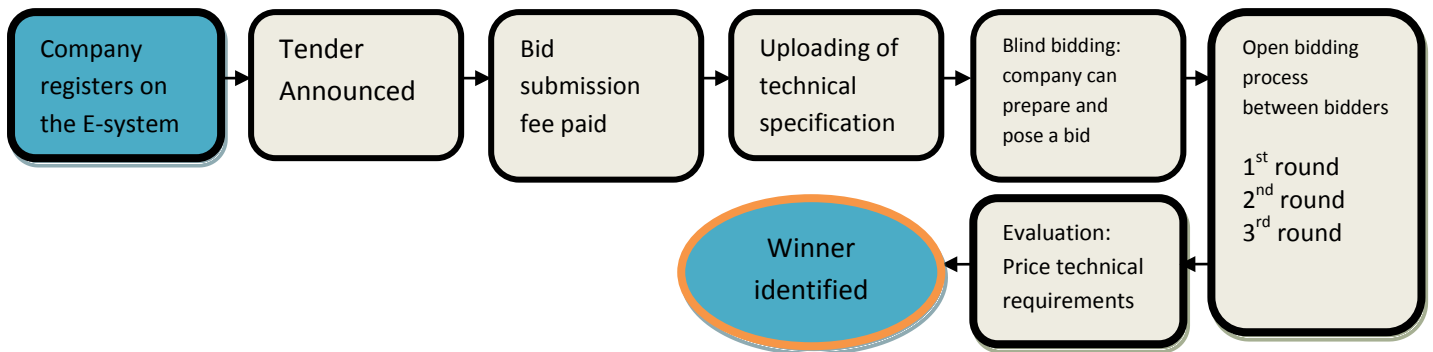 Company
registers on
the E-system
Tender
Announced
Bid
submission
fee paid
Uploading of
technical
specification
Blind bidding:
company can
prepare and
pose a bid
Open bidding
process
between bidders
1st round
2nd round
3rd round
Evaluation:
Price technical
requirements
Winner
identified